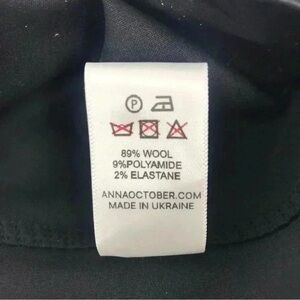 P
89% WOOL
9%POLYAMIDE
2% ELASTANE
ANNAOCTOBER.COM
MADE IN UKRAINE